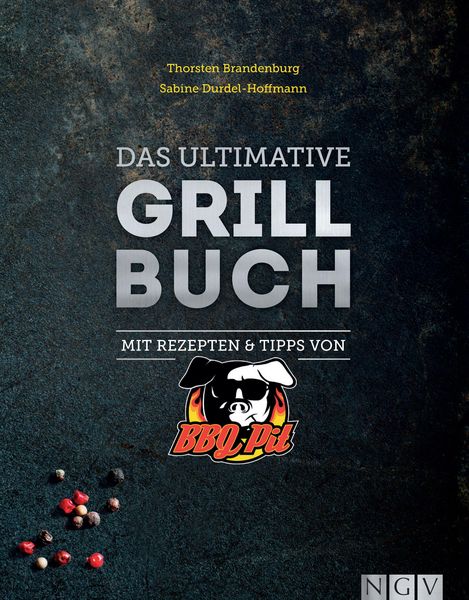 Thorsten Brandenburg
Sabine Durdel-Hoffmann
DAS ULTIMATIVE
GRILL
BUCH
MIT REZEPTEN & TIPPS VON
BBQ Pit
NGV